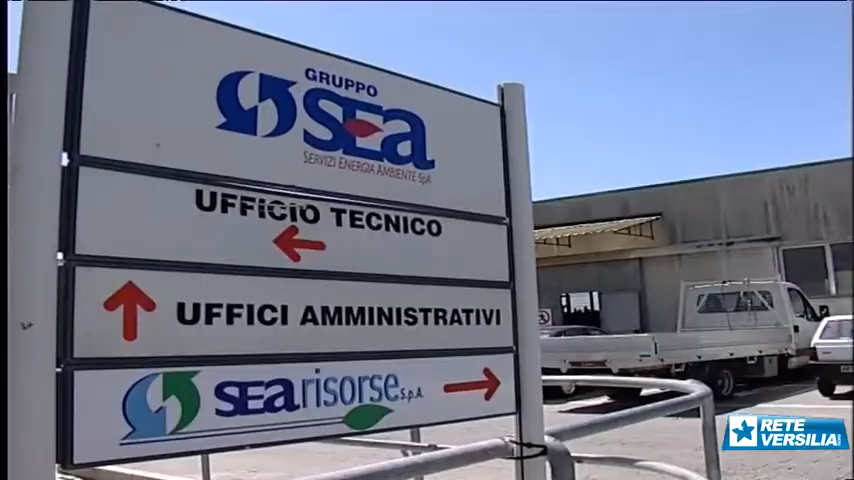 GRUPPO
SEa
SERVIZI ENERGIA AMBIENTE SpA
UFFICIO TECNICO
UFFICI AMMINISTRATIVI
SEarisorse S.p.A
RETE
VERSILIA